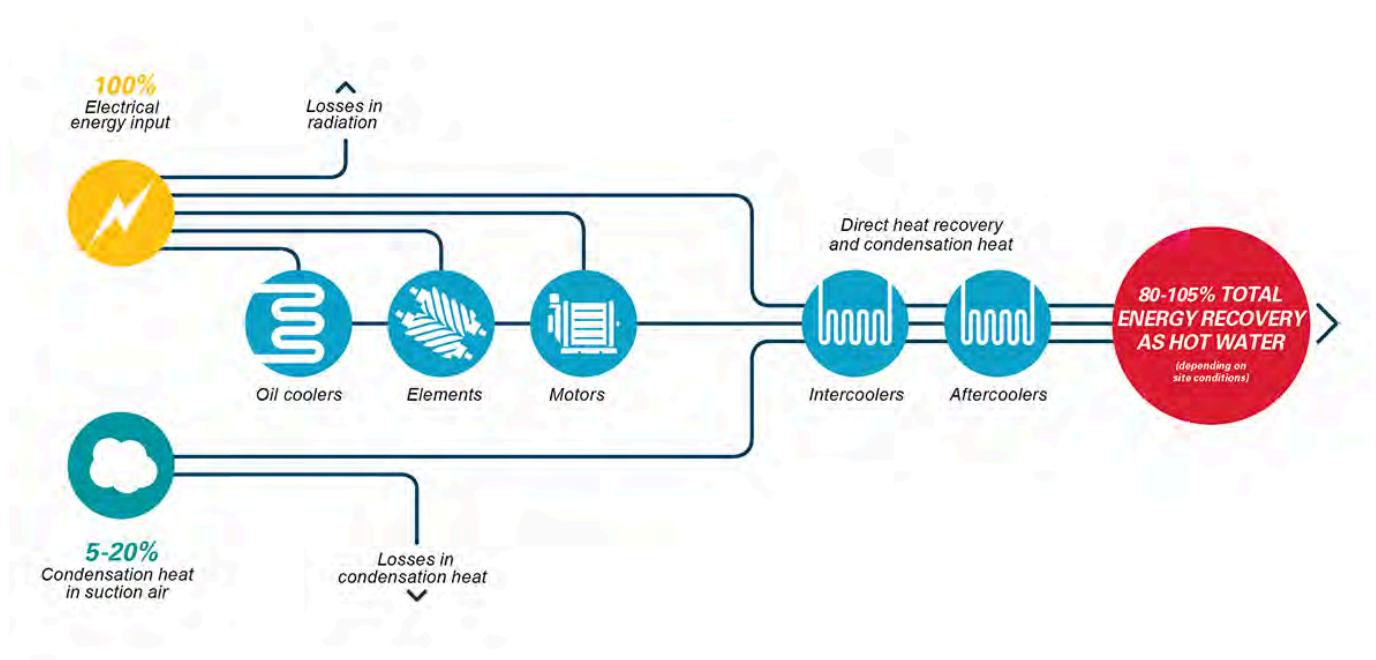 100%
Electrical
energy input
Losses in
radiation
Direct heat recovery
and condensation heat
80-105% TOTAL
ENERGY RECOVERY
AS HOT WATER
(depending on
site conditions)
Oil coolers
Elements
Motors
Intercoolers
Aftercoolers
5-20%
Condensation heat
in suction air
Losses in
condensation heat